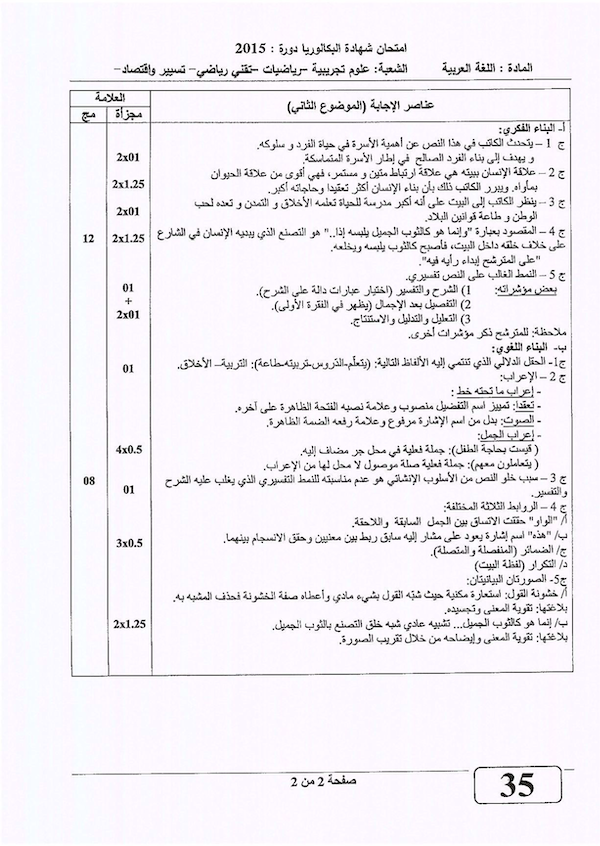 امتحان شهادة البكالوريا دورة : 2015
المادة : اللغة العربية الشعبة: علوم تجريبية –رياضيات –تقني رياضي– تسيير واقتصاد–
عناصر الإجابة (الموضوع الثاني) العلامة
مجزأة مج
أ- البناء الفكري:
ج 1 – يتحدث الكاتب في هذا النص عن أهمية الأسرة في حياة الفرد و سلوكه.
و يهدف إلى بناء الفرد الصالح في إطار الأسرة المتماسكة. 2x01
ج 2 – علاقة الإنسان ببيته هي علاقة ارتباط متين و مستمر، فهي أقوى من علاقة الحيوان
بمأواه. ويبرر الكاتب ذلك بأن بناء الإنسان أكثر تعقيدا وحاجاته أكبر. 2x1.25
ج 3 – ينظر الكاتب إلى البيت على أنه أكبر مدرسة للحياة تعلمه الأخلاق و التمدن و تعده لحب
الوطن و طاعة قوانين البلاد. 2x01
ج 4 – المقصود بعبارة "وإنما هو كالثوب الجميل يلبسه إذا.." هو التصنع الذي يبديه الإنسان في الشارع 2x1.25 12
على خلاف خلقه داخل البيت، فأصبح كالثوب يلبسه ويخلعه.
"على المترشح إبداء رأيه فيه".
ج 5 – النمط الغالب على النص تفسيري.
بعض مؤشراته: 1) الشرح والتفسير (اختيار عبارات دالة على الشرح). 01
2) التفصيل بعد الإجمال (يظهر في الفقرة الأولى). +
3) التعليل والتدليل والاستنتاج. 2x01
ملاحظة: للمترشح ذكر مؤشرات أخرى.
ب- البناء اللغوي:
ج1- الحقل الدلالي الذي تنتمي إليه الألفاظ التالية: (يتعلّم-الدّروس-تربيته-طاعة): التربية– الأخلاق. 01
ج 2 – الإعراب:
- إعراب ما تحته خط :
- تعقدا: تمييز اسم التفضيل منصوب وعلامة نصبه الفتحة الظاهرة على آخره.
- الصوت: بدل من اسم الإشارة مرفوع وعلامة رفعه الضمة الظاهرة.
- إعراب الجمل:
( قيست بحاجة الطفل): جملة فعلية في محل جر مضاف إليه. 4x0.5
( يتعاملون معهم): جملة فعلية صلة موصول لا محل لها من الإعراب.
ج 3 – سبب خلو النص من الأسلوب الإنشائي هو عدم مناسبته للنمط التفسيري الذي يغلب عليه الشرح 08
والتفسير. 01
ج 4 – الروابط الثلاثة المختلفة:
أ/ "الواو" حققت الاتساق بين الجمل السابقة واللاحقة.
ب/ "هذه" اسم إشارة يعود على مشار إليه سابق ربط بين معنيين وحقق الانسجام بينهما. 3x0.5
ج/ الضمائر (المنفصلة والمتصلة).
د/ التكرار (لفظة البيت)
ج5- الصورتان البيانيتان:
أ/ خشونة القول: استعارة مكنية حيث شبّه القول بشيء مادي وأعطاه صفة الخشونة فحذف المشبه به.
بلاغتها: تقوية المعنى وتجسيده.
ب/ إنما هو كالثوب الجميل... تشبيه عادي شبه خلق التصنع بالثوب الجميل. 2x1.25
بلاغتها: تقوية المعنى وإيضاحه من خلال تقريب الصورة.
صفحة 2 من 2
35